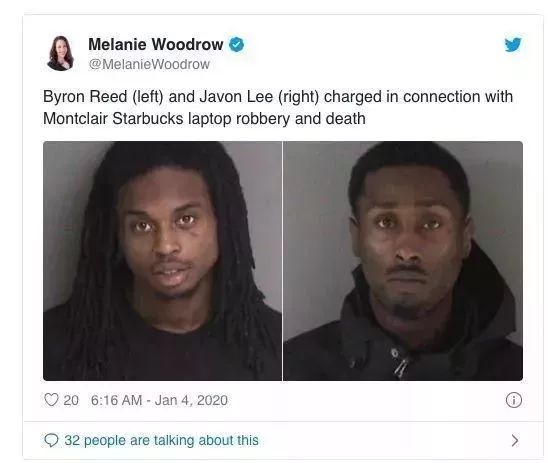 Melanie Woodrow
@MelanieWoodrow
Byron Reed (left) and Javon Lee (right) charged in connection with
Montclair Starbucks laptop robbery and death
20 6:16 AM - Jan 4, 2020
32 people are talking about this